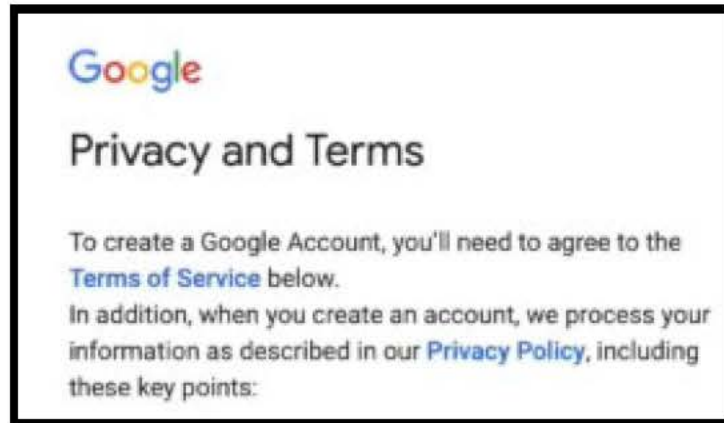 Google
Privacy and Terms
To create a Google Account, you'll need to agree to the
Terms of Service below.
In addition, when you create an account, we process your
information as described in our Privacy Policy, including
these key points: